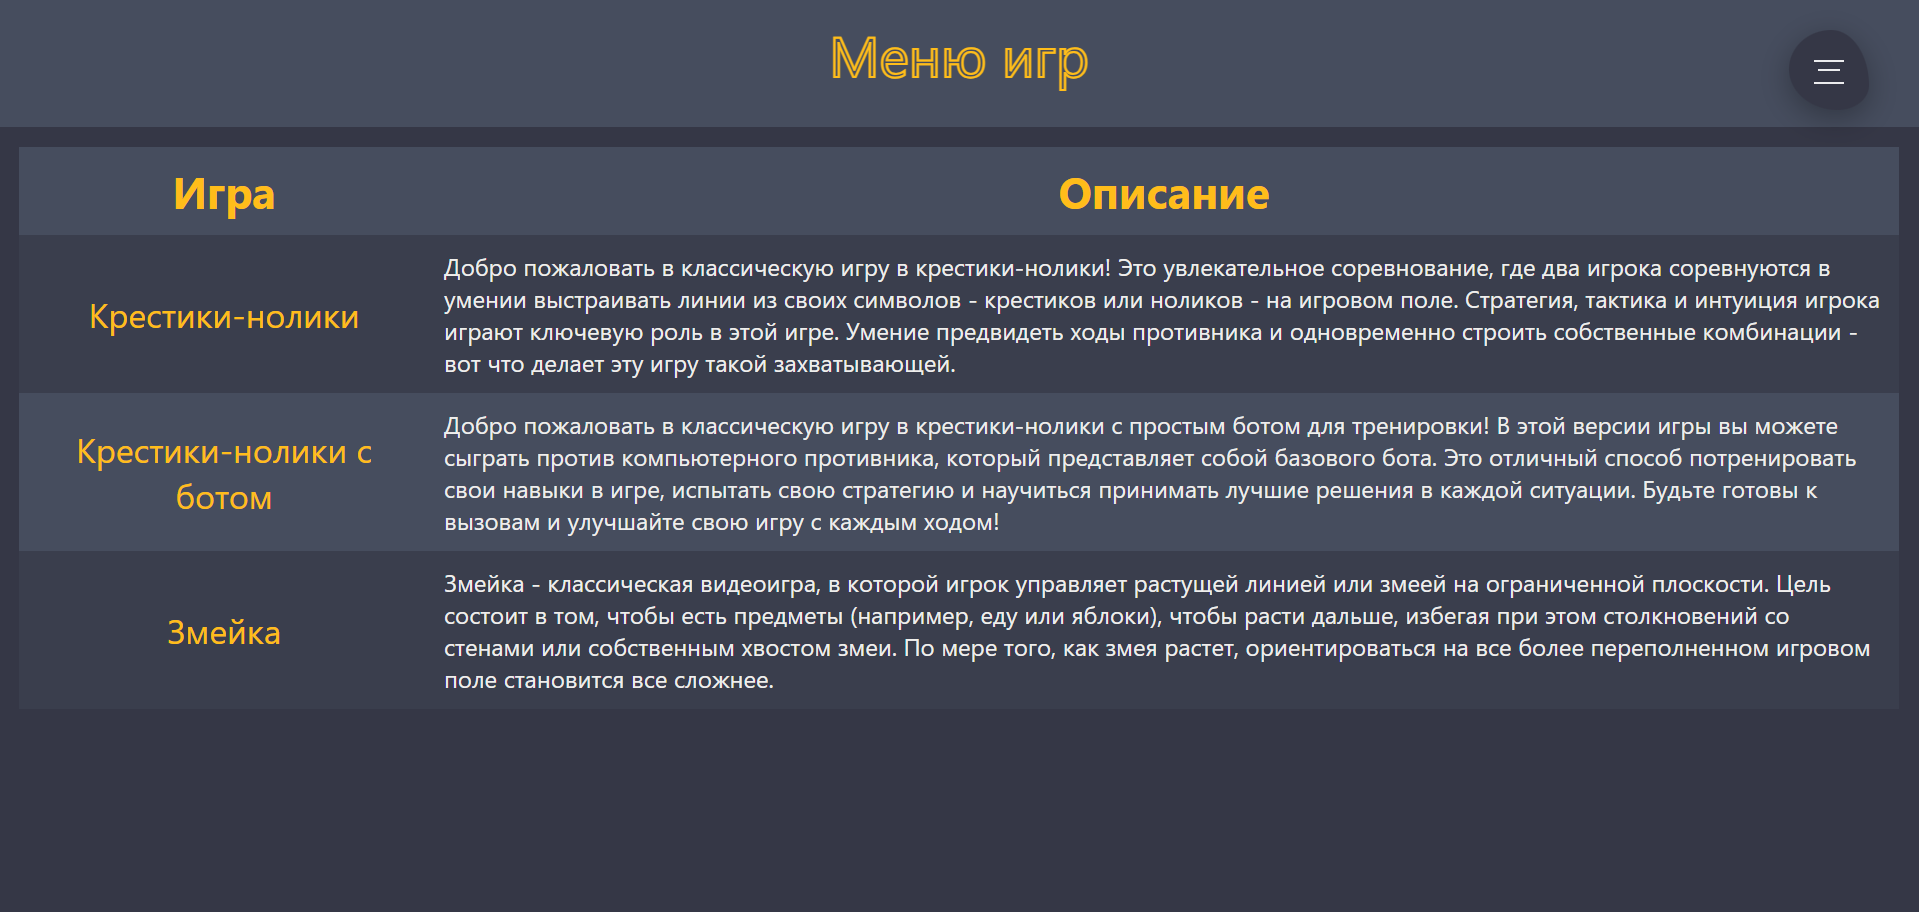 Меню игр
Игра
Описание
Крестики-нолики
Добро пожаловать в классическую игру в крестики-нолики! Это увлекательное соревнование, где два игрока соревнуются в
умении выстраивать линии из своих символов - крестиков или ноликов - на игровом поле. Стратегия, тактика и интуиция игрока
играют ключевую роль в этой игре. Умение предвидеть ходы противника и одновременно строить собственные комбинации -
вот что делает эту игру такой захватывающей.
Крестики-нолики с
ботом
Добро пожаловать в классическую игру в крестики-нолики с простым ботом для тренировки! В этой версии игры вы можете
сыграть против компьютерного противника, который представляет собой базового бота. Это отличный способ потренировать
свои навыки в игре, испытать свою стратегию и научиться принимать лучшие решения в каждой ситуации. Будьте готовы к
вызовам и улучшайте свою игру с каждым ходом!
Змейка
Змейка - классическая видеоигра, в которой игрок управляет растущей линией или змеей на ограниченной плоскости. Цель
состоит в том, чтобы есть предметы (например, еду или яблоки), чтобы расти дальше, избегая при этом столкновений со
стенами или собственным хвостом змеи. По мере того, как змея растет, ориентироваться на все более переполненном игровом
поле становится все сложнее.